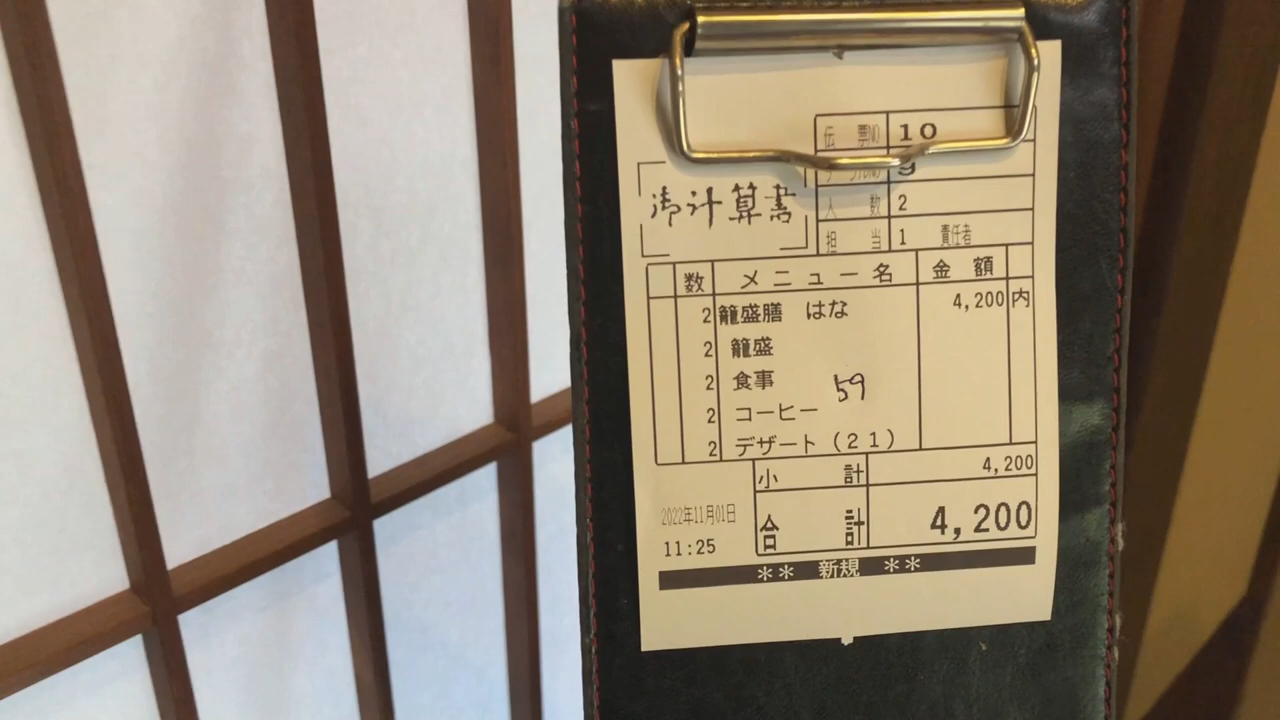 伝票NO 10
テーブルNO 9
人数 2
御計算書
担当 1 責任者
数 メニュー名 金額
2 籠盛膳 はな 4,200 内
2 籠盛
2 食事 59
2 コーヒー
2 デザート(21)
小計 4,200
2022年11月01日
合計 4,200
11:25
** 新規 **